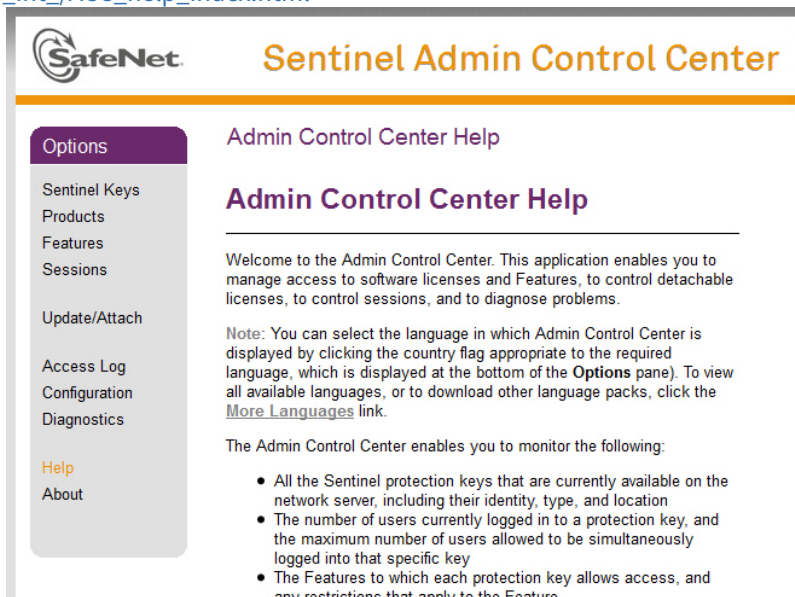 SafeNet.
Sentinel Admin Control Center
Options
Sentinel Keys
Products
Features
Sessions
Update/Attach
Access Log
Configuration
Diagnostics
Help
About
Admin Control Center Help
Admin Control Center Help
Welcome to the Admin Control Center. This application enables you to
manage access to software licenses and Features, to control detachable
licenses, to control sessions, and to diagnose problems.
Note: You can select the language in which Admin Control Center is
displayed by clicking the country flag appropriate to the required
language, which is displayed at the bottom of the Options pane). To view
all available languages, or to download other language packs, click the
More Languages link.
The Admin Control Center enables you to monitor the following:
● All the Sentinel protection keys that are currently available on the
network server, including their identity, type, and location
● The number of users currently logged in to a protection key, and
the maximum number of users allowed to be simultaneously
logged into that specific key
● The Features to which each protection key allows access, and
any restrictions that apply to the Feature